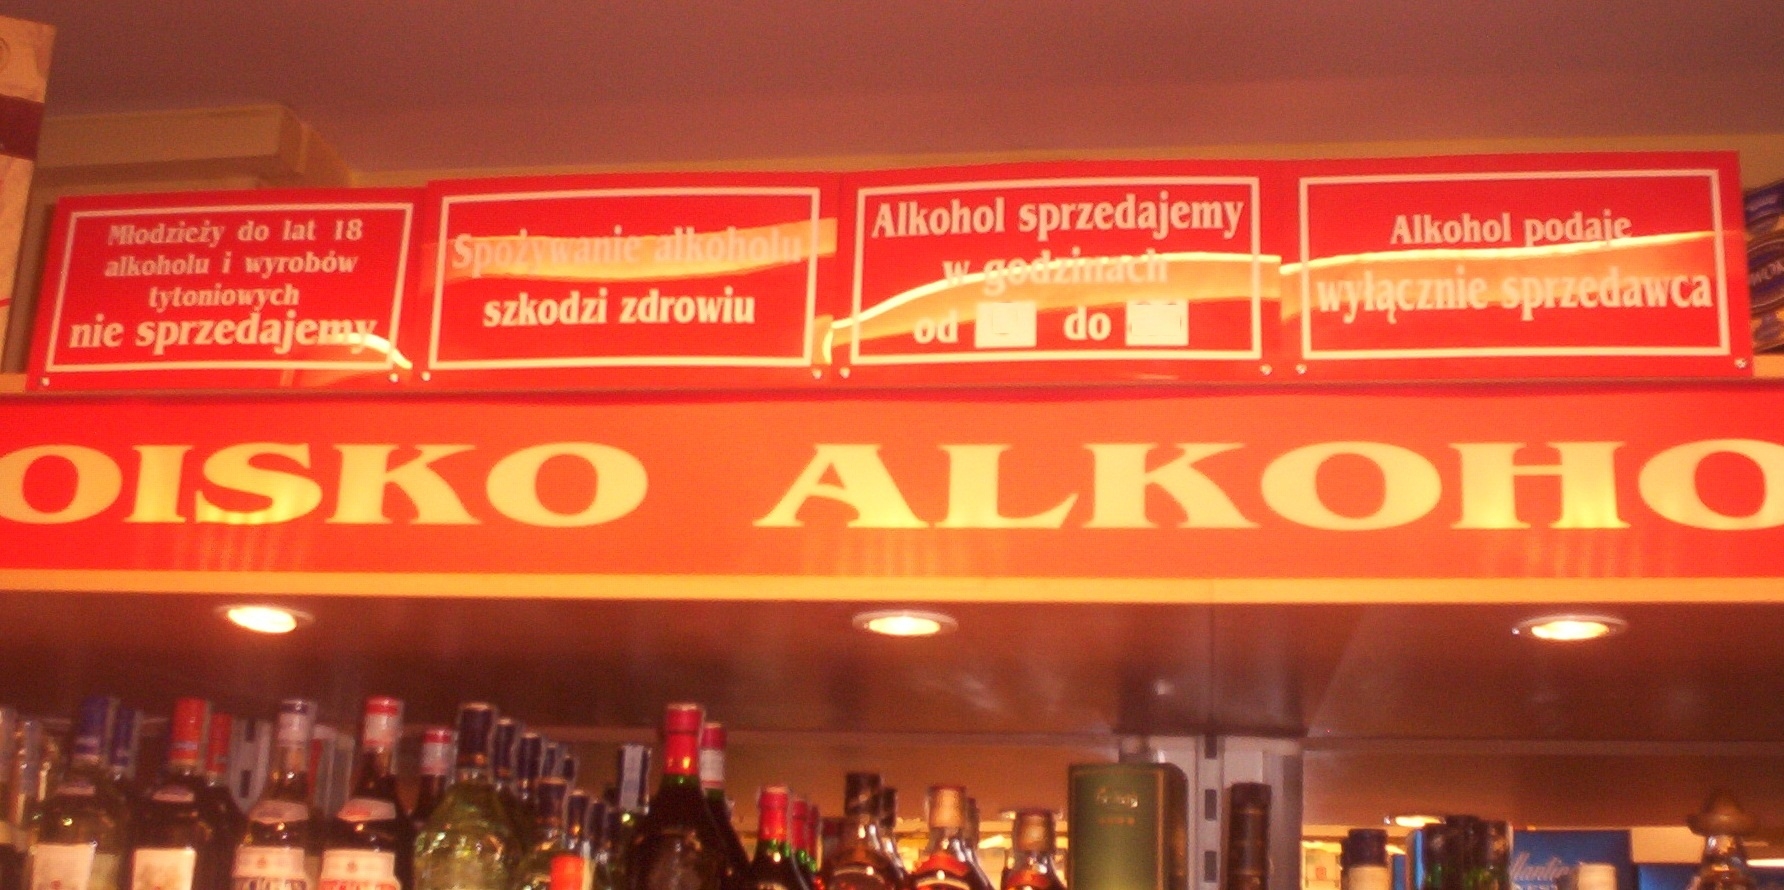 Młodzieży do lat 18
alkoholu i wyrobów
tytoniowych
nie sprzedajemy
Spożywanie alkoholu
szkodzi zdrowiu
Alkohol sprzedajemy
w godzinach
od do
Alkohol podaje
wyłącznie sprzedawca
OISKO ALKOHO